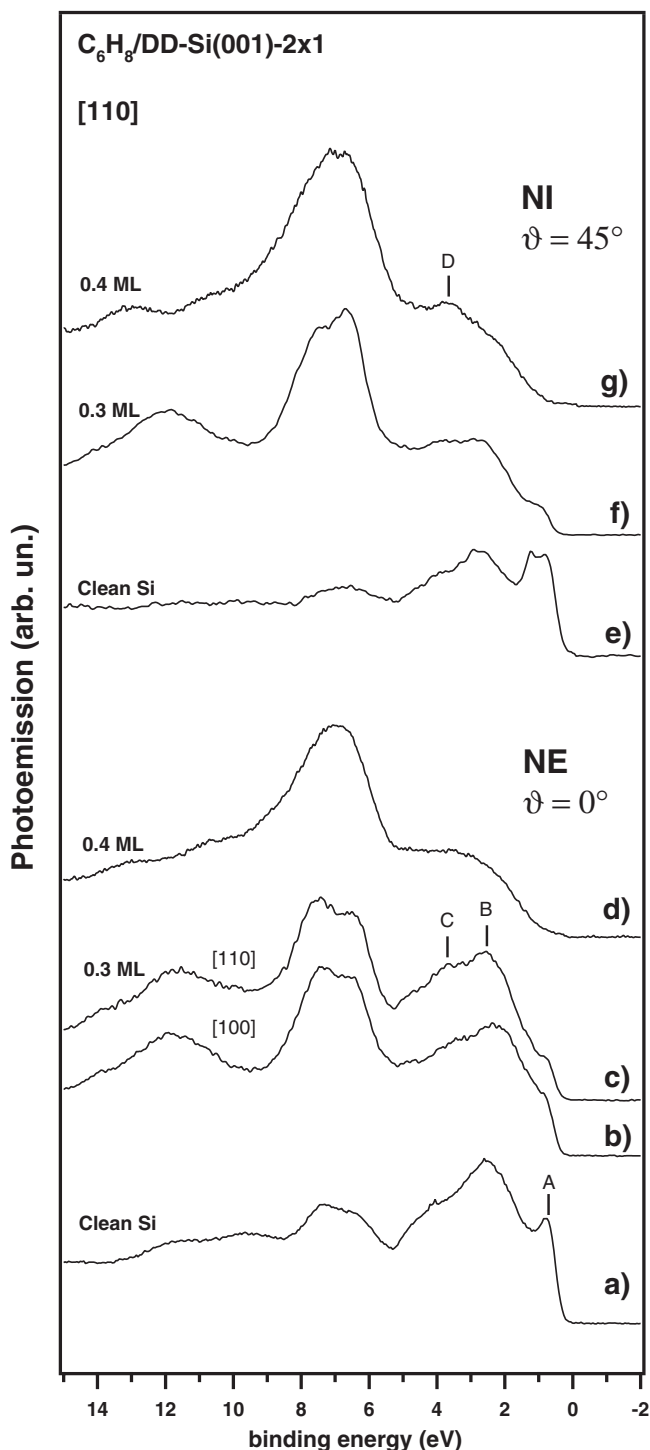 C6H8/DD-Si(001)-2x1
[110]
NI
ϑ = 45°
D
0.4 ML
g)
0.3 ML
f)
Clean Si
e)
NE
ϑ = 0°
0.4 ML
d)
C
B
0.3 ML
[110]
[100]
c)
b)
A
Clean Si
a)
Photoemission (arb. un.)
14 12 10 8 6 4 2 0 -2
binding energy (eV)